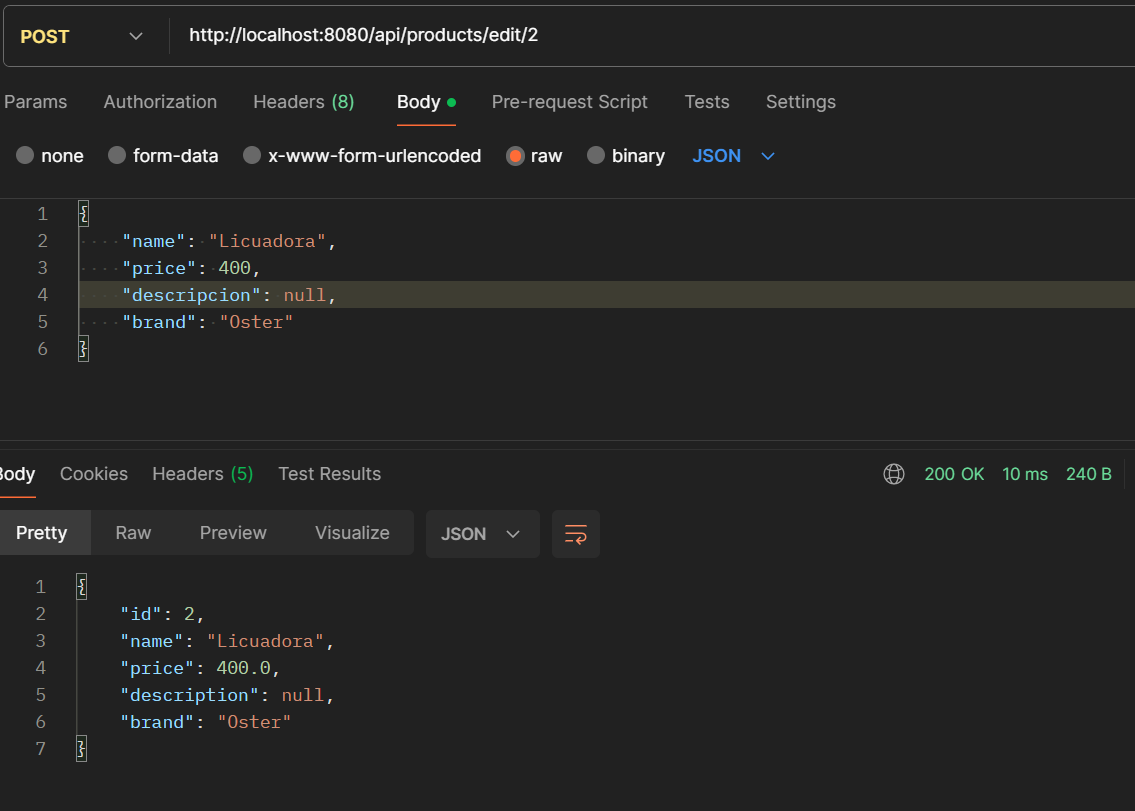 POST http://localhost:8080/api/products/edit/2
Params Authorization Headers (8) Body Pre-request Script Tests Settings
none form-data x-www-form-urlencoded raw binary JSON
1 {
2 "name": "Licuadora",
3 "price": 400,
4 "descripcion": null,
5 "brand": "Oster"
6 }
Body Cookies Headers (5) Test Results 200 OK 10 ms 240 B
Pretty Raw Preview Visualize JSON
1 {
2 "id": 2,
3 "name": "Licuadora",
4 "price": 400.0,
5 "description": null,
6 "brand": "Oster"
7 }